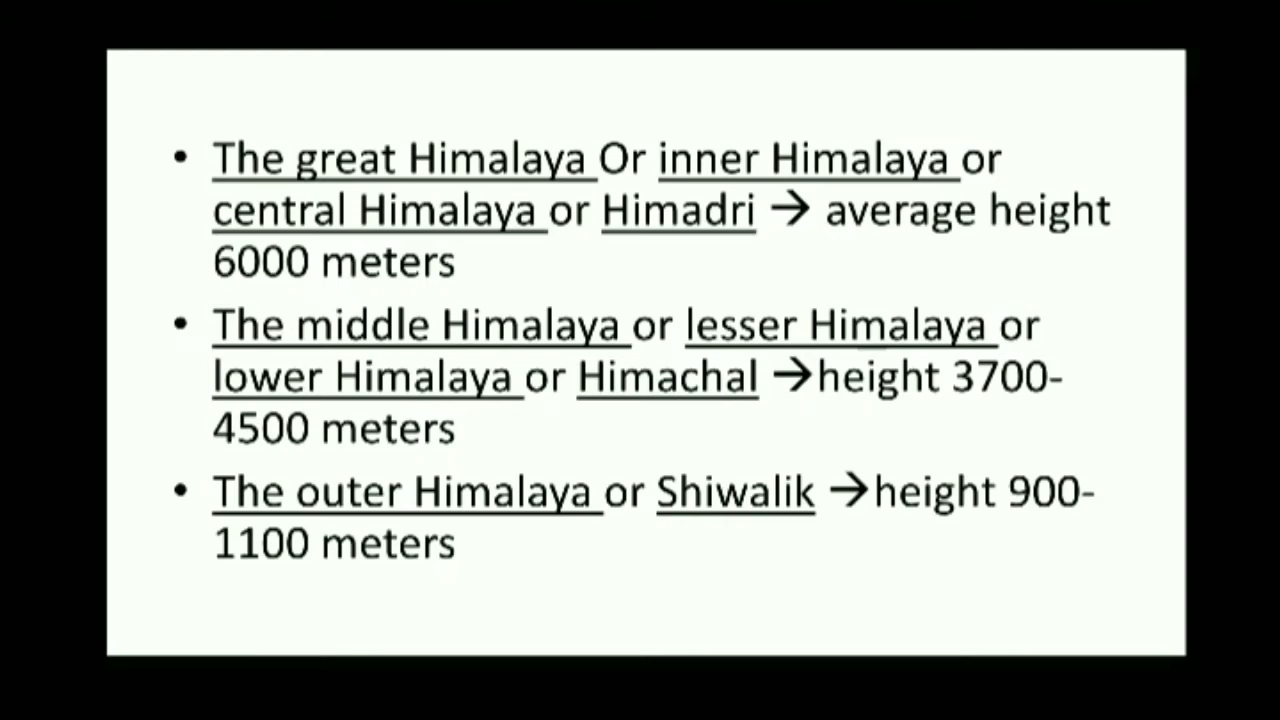 • The great Himalaya Or inner Himalaya or
central Himalaya or Himadri → average height
6000 meters
• The middle Himalaya or lesser Himalaya or
lower Himalaya or Himachal →height 3700-
4500 meters
• The outer Himalaya or Shiwalik →height 900-
1100 meters